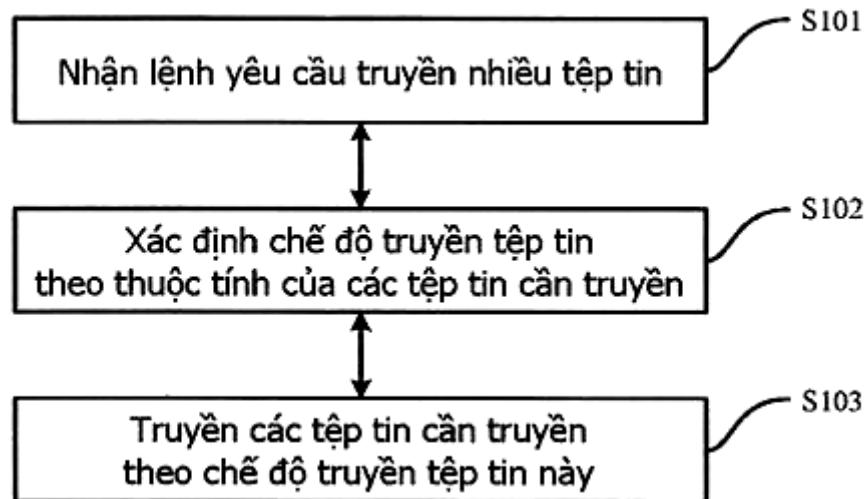 S101
Nhận lệnh yêu cầu truyền nhiều tệp tin
S102
Xác định chế độ truyền tệp tin
theo thuộc tính của các tệp tin cần truyền
S103
Truyền các tệp tin cần truyền
theo chế độ truyền tệp tin này